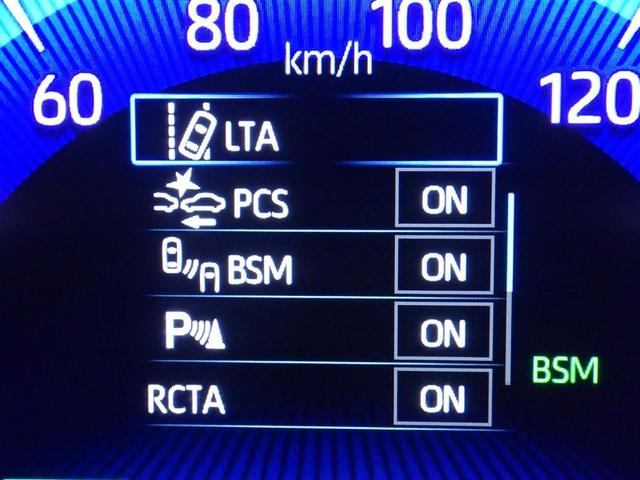 80
100
km/h
60
120
LTA
PCS ON
BSM ON
P ON
BSM
RCTA ON